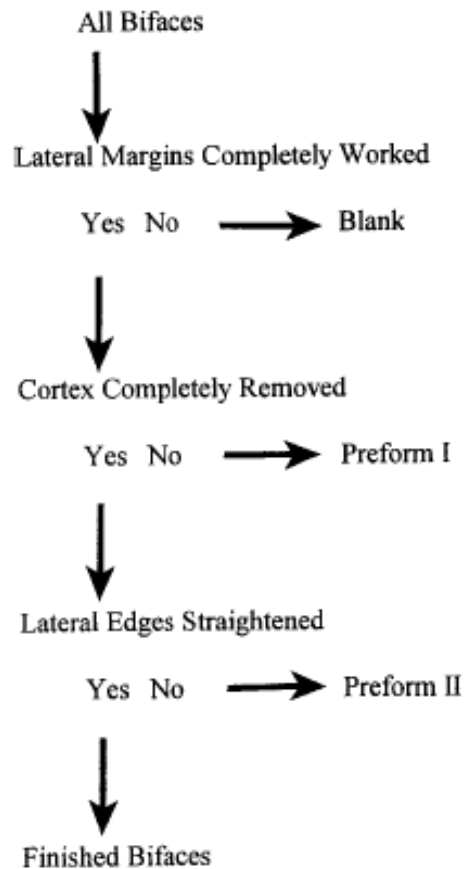 All Bifaces
Lateral Margins Completely Worked
Yes No Blank
Cortex Completely Removed
Yes No Preform I
Lateral Edges Straightened
Yes No Preform II
Finished Bifaces